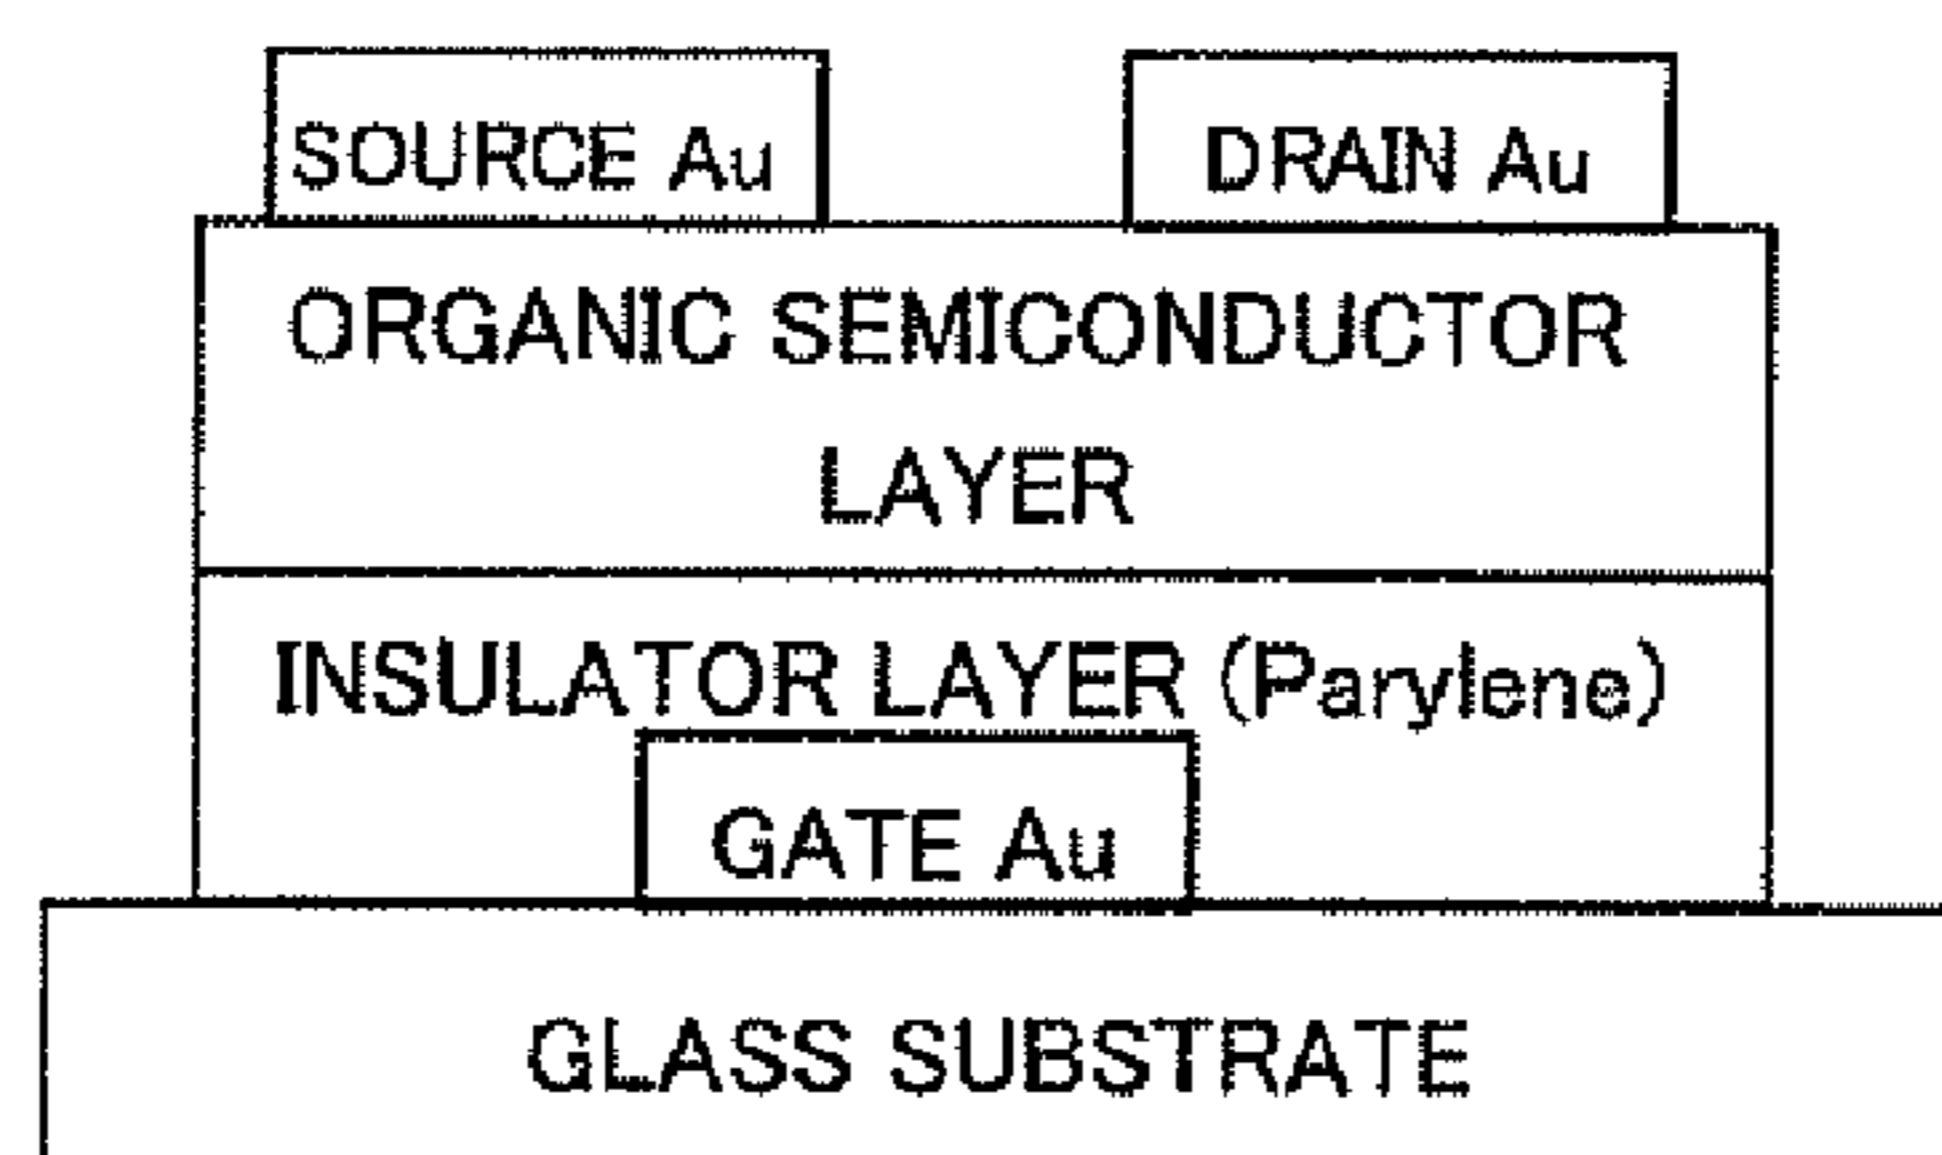 SOURCE Au
DRAIN Au
ORGANIC SEMICONDUCTOR
LAYER
INSULATOR LAYER (Parylene)
GATE Au
GLASS SUBSTRATE